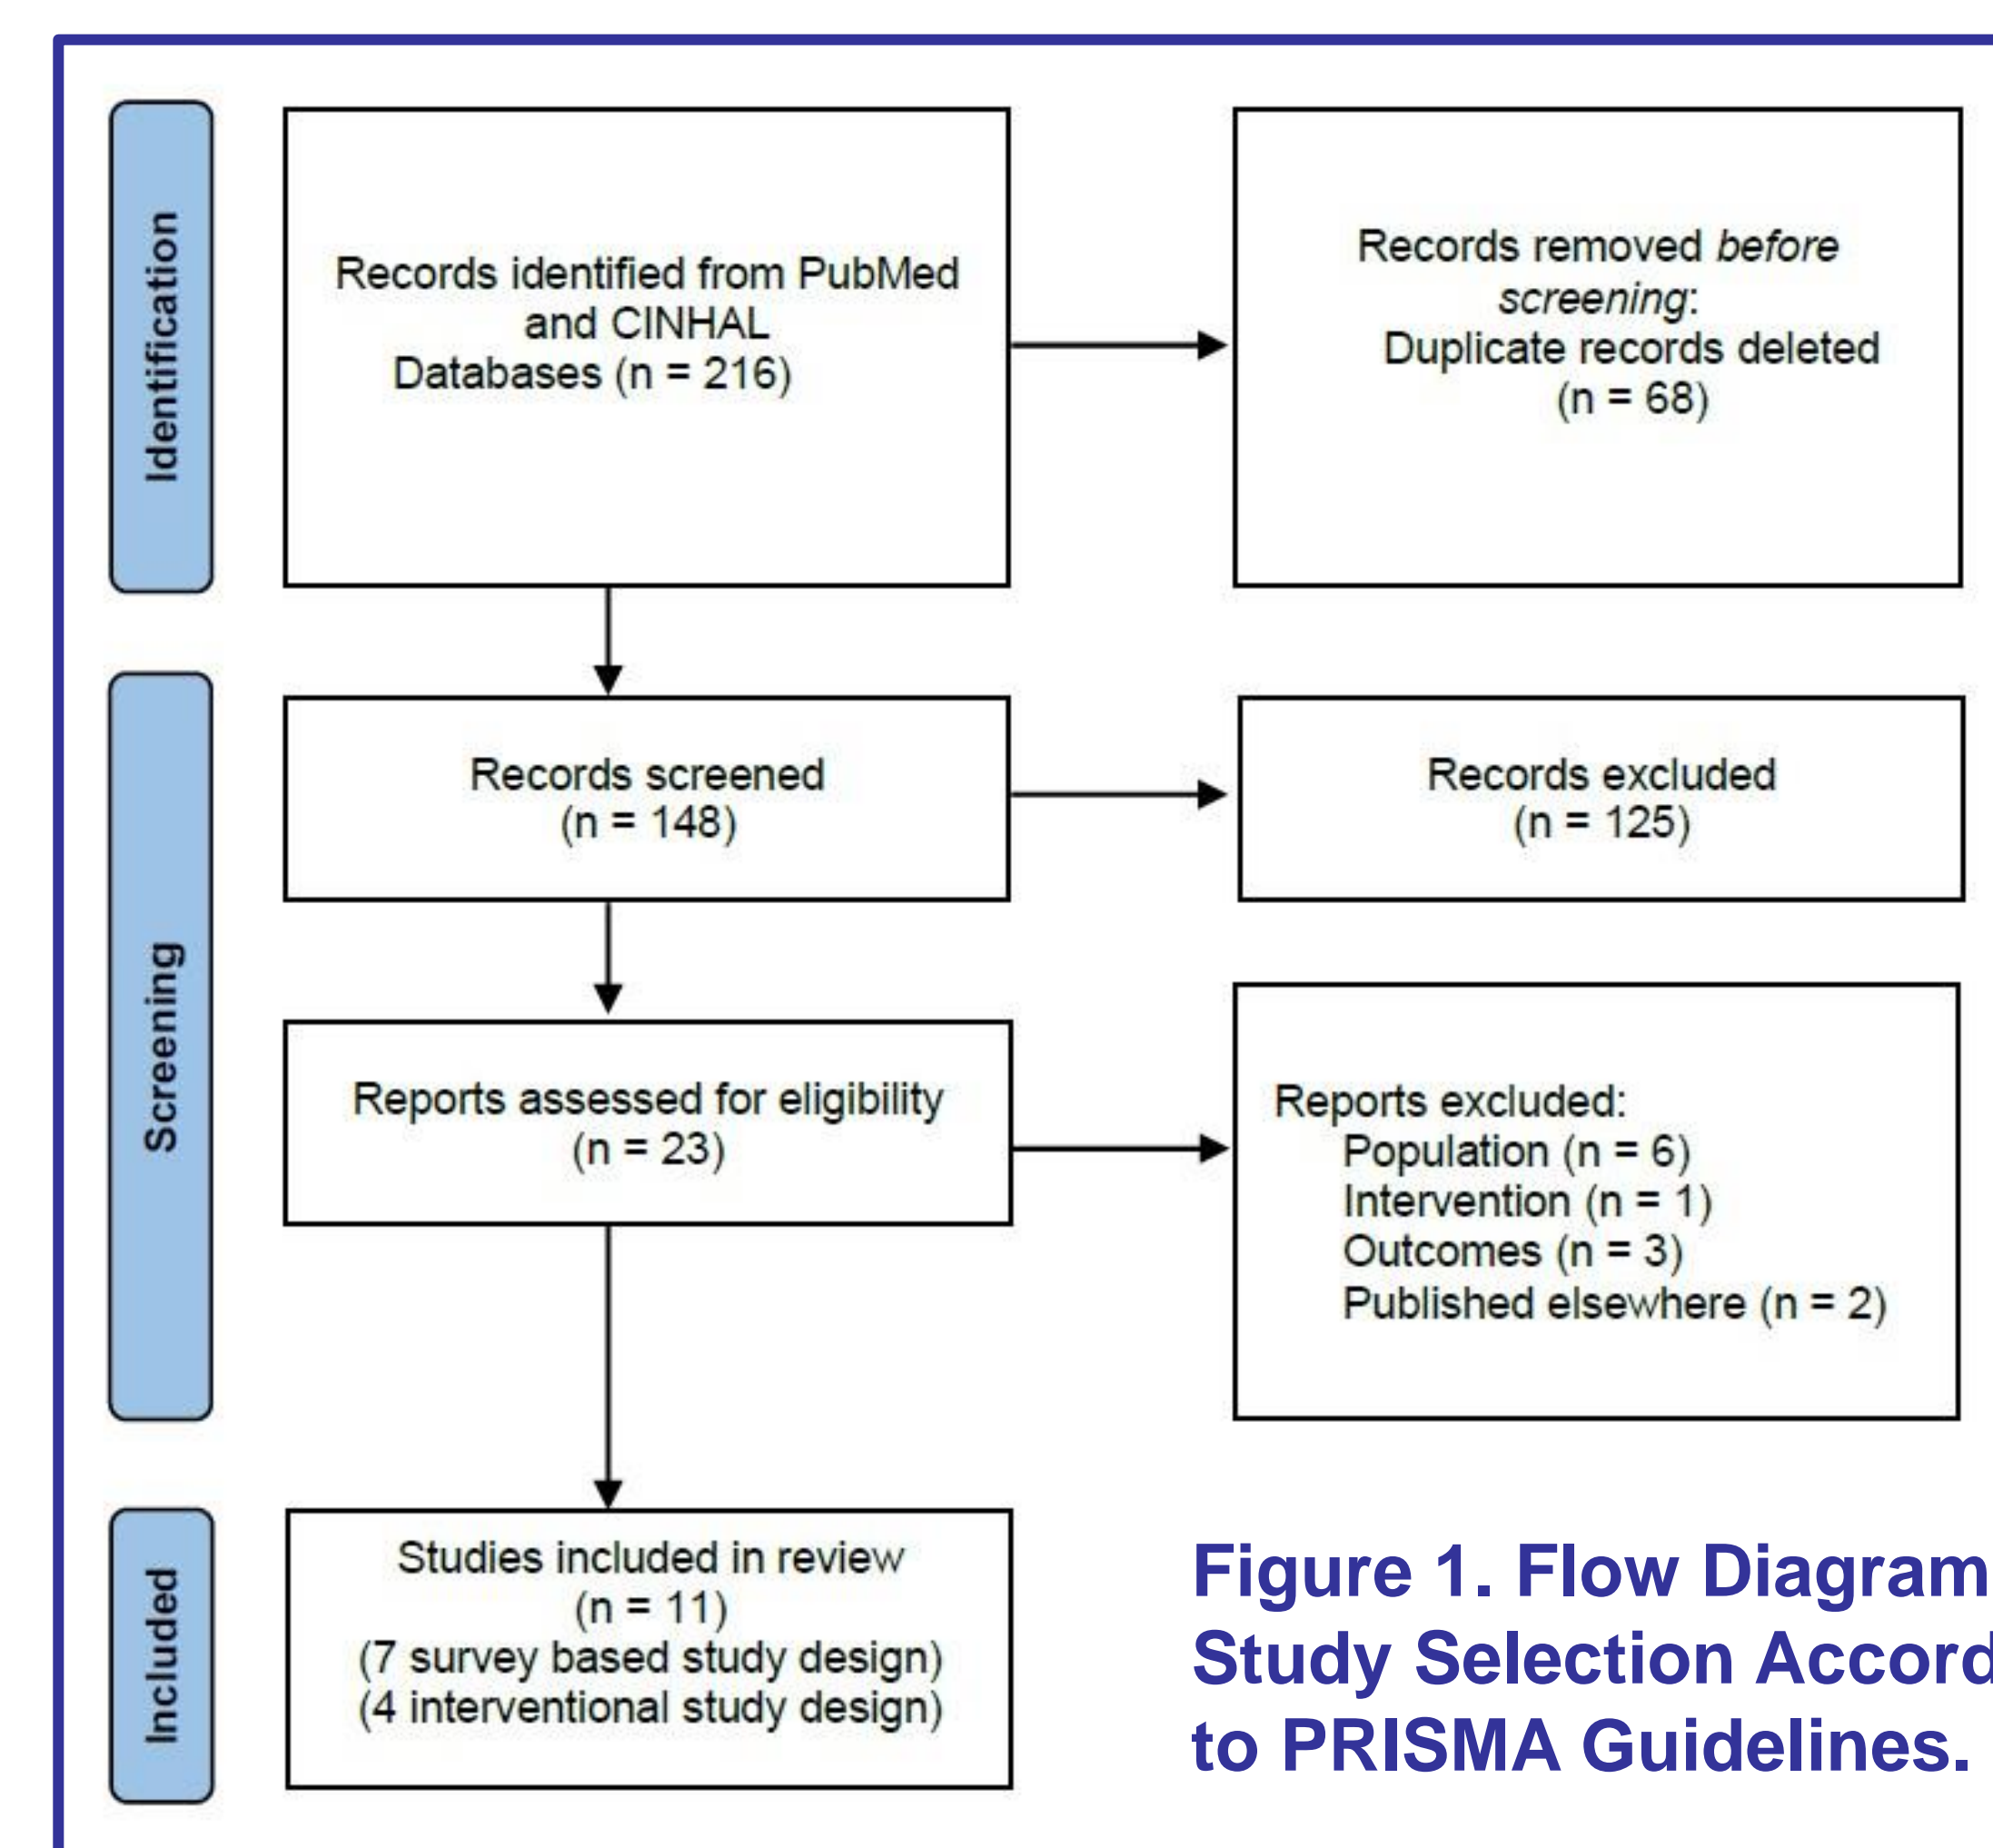 Identification
Records identified from PubMed
and CINHAL
Databases (n = 216)
Records removed before
screening:
Duplicate records deleted
(n = 68)
Screening
Records screened
(n = 148)
Records excluded
(n = 125)
Reports assessed for eligibility
(n = 23)
Reports excluded:
Population (n = 6)
Intervention (n = 1)
Outcomes (n = 3)
Published elsewhere (n = 2)
Included
Studies included in review
(n = 11)
(7 survey based study design)
(4 interventional study design)
Figure 1. Flow Diagram
Study Selection Accord
to PRISMA Guidelines.